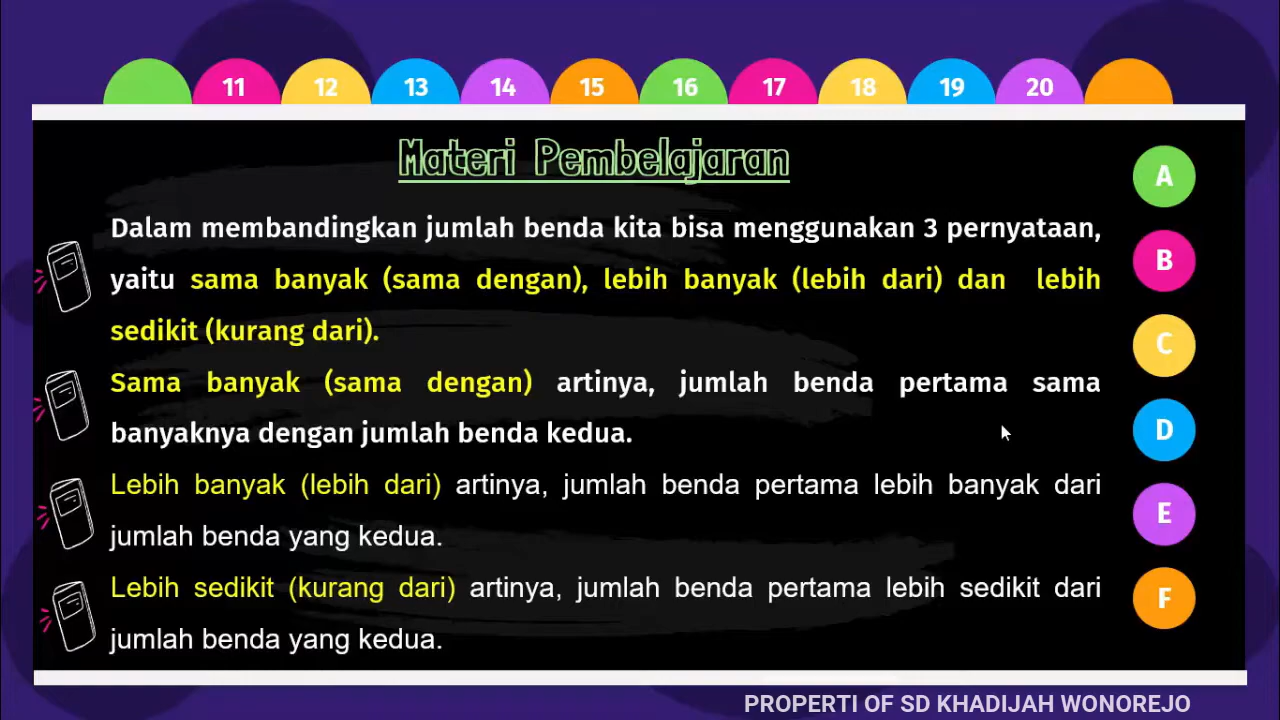 11 12 13 14 15 16 17 18 19 20
Materi Pembelajaran
Dalam membandingkan jumlah benda kita bisa menggunakan 3 pernyataan,
yaitu sama banyak (sama dengan), lebih banyak (lebih dari) dan lebih
sedikit (kurang dari).
Sama banyak (sama dengan) artinya, jumlah benda pertama sama
banyaknya dengan jumlah benda kedua.
Lebih banyak (lebih dari) artinya, jumlah benda pertama lebih banyak dari
jumlah benda yang kedua.
Lebih sedikit (kurang dari) artinya, jumlah benda pertama lebih sedikit dari
jumlah benda yang kedua.
A
B
C
D
E
F
PROPERTI OF SD KHADIJAH WONOREJO